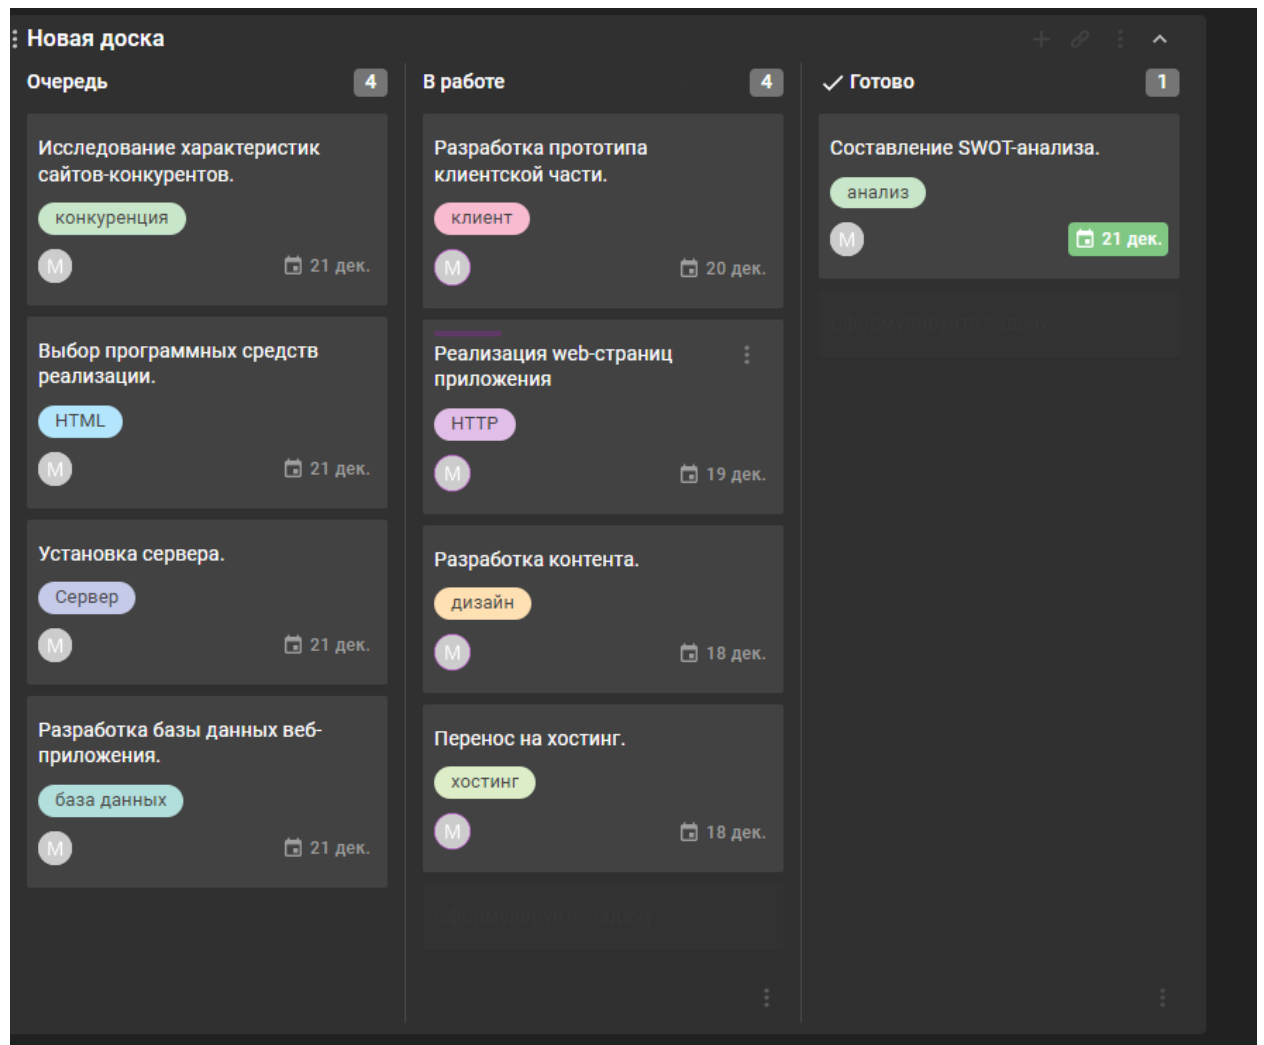 Новая доска
Очередь 4
Исследование характеристик
сайтов-конкурентов.
конкуренция
М 21 дек.
Выбор программных средств
реализации.
HTML
М 21 дек.
Установка сервера.
Сервер
М 21 дек.
Разработка базы данных веб-
приложения.
база данных
М 21 дек.
В работе 4
Разработка прототипа
клиентской части.
клиент
М 20 дек.
Реализация web-страниц
приложения
HTTP
М 19 дек.
Разработка контента.
дизайн
М 18 дек.
Перенос на хостинг.
хостинг
М 18 дек.
Готово 1
Составление SWOT-анализа.
анализ
М 21 дек.